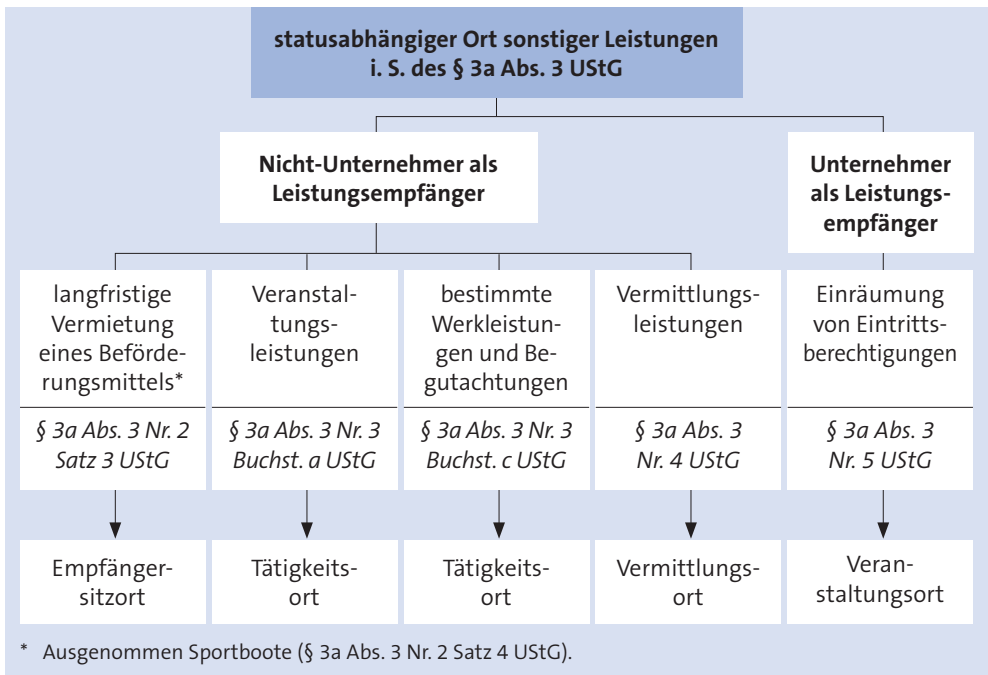 statusabhängiger Ort sonstiger Leistungen
i. S. des § 3a Abs. 3 UStG
Nicht-Unternehmer als
Leistungsempfänger
Unternehmer
als Leistungs-
empfänger
langfristige
Vermietung
eines Beförde-
rungsmittels*
§ 3a Abs. 3 Nr. 2
Satz 3 UStG
Empfänger-
sitzort
Veranstal-
tungs-
leistungen
§ 3a Abs. 3 Nr. 3
Buchst. a UStG
Tätigkeits-
ort
bestimmte
Werkleistun-
gen und Be-
gutachtungen
§ 3a Abs. 3 Nr. 3
Buchst. c UStG
Tätigkeits-
ort
Vermittlungs-
leistungen
§ 3a Abs. 3
Nr. 4 UStG
Vermittlungs-
ort
Einräumung
von Eintritts-
berechtigungen
§ 3a Abs. 3
Nr. 5 UStG
Veran-
staltungsort
* Ausgenommen Sportboote (§ 3a Abs. 3 Nr. 2 Satz 4 UStG).